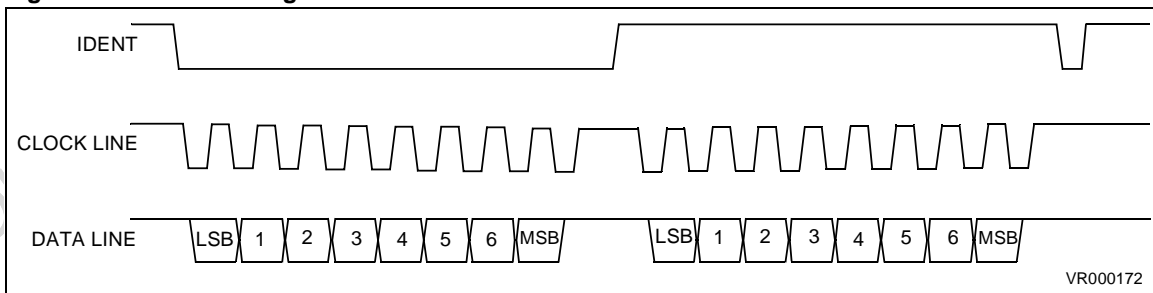 IDENT
CLOCK LINE
DATA LINE
LSB 1 2 3 4 5 6 MSB LSB 1 2 3 4 5 6 MSB
VR000172